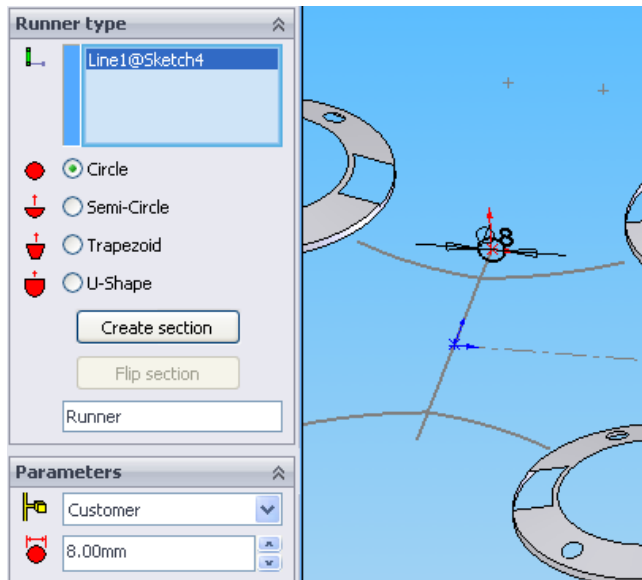 Runner type
Line1@Sketch4
Circle
Semi-Circle
Trapezoid
U-Shape
Create section
Flip section
Runner
Parameters
Customer
8.00mm
8